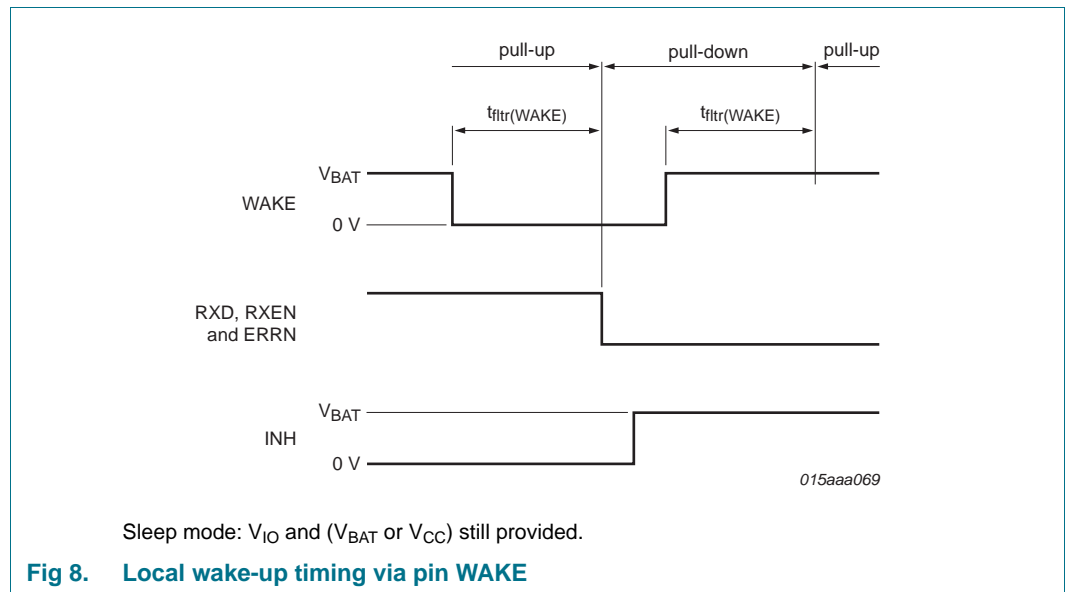 pull-up pull-down pull-up
tfltr(WAKE) tfltr(WAKE)
VBAT
WAKE
0 V
RXD, RXEN
and ERRN
VBAT
INH
0 V
015aaa069
Sleep mode: VIO and (VBAT or VCC) still provided.
Fig 8. Local wake-up timing via pin WAKE